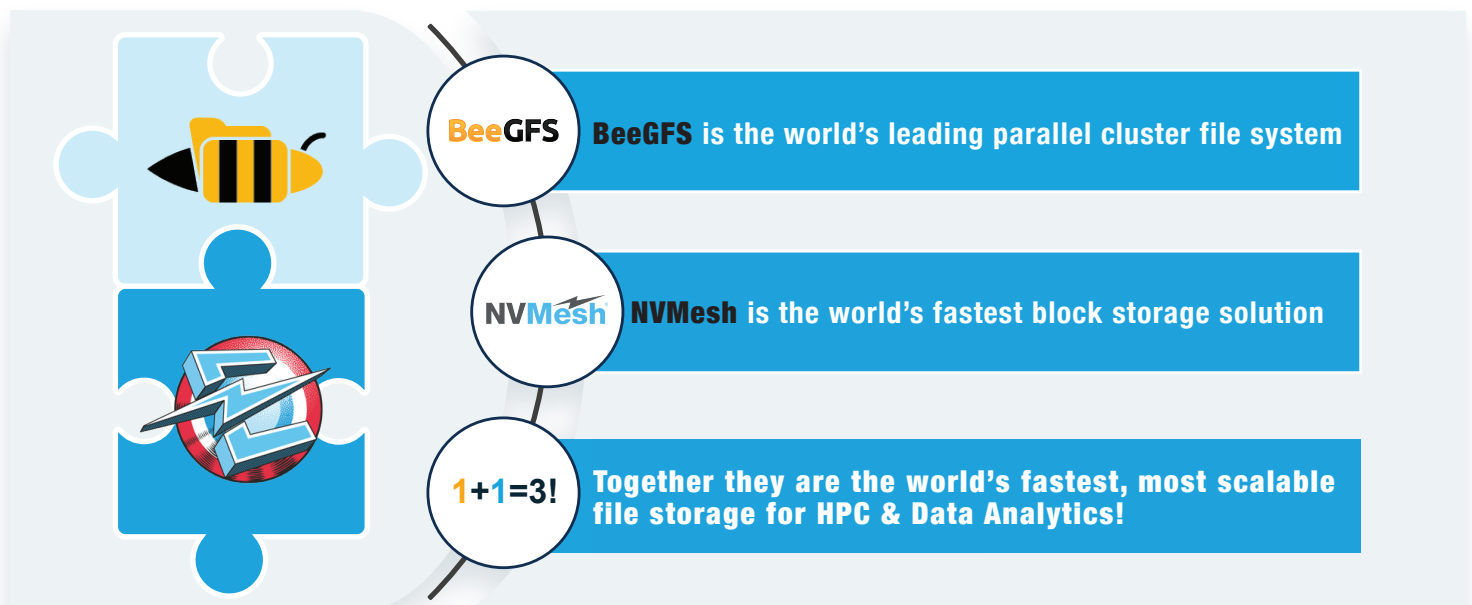 BeeGFS
BeeGFS is the world's leading parallel cluster file system
NVMesh
NVMesh is the world's fastest block storage solution
1+1=3!
Together they are the world's fastest, most scalable
file storage for HPC & Data Analytics!